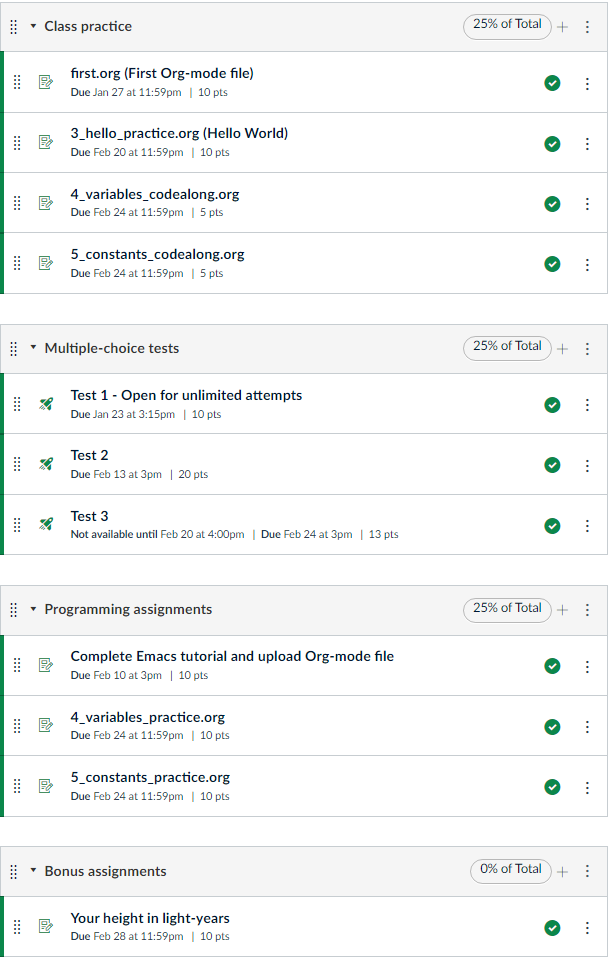 Class practice 25% of Total
first.org (First Org-mode file)
Due Jan 27 at 11:59pm | 10 pts
3_hello_practice.org (Hello World)
Due Feb 20 at 11:59pm | 10 pts
4_variables_codealong.org
Due Feb 24 at 11:59pm | 5 pts
5_constants_codealong.org
Due Feb 24 at 11:59pm | 5 pts
Multiple-choice tests 25% of Total
Test 1 - Open for unlimited attempts
Due Jan 23 at 3:15pm | 10 pts
Test 2
Due Feb 13 at 3pm | 20 pts
Test 3
Not available until Feb 20 at 4:00pm | Due Feb 24 at 3pm | 13 pts
Programming assignments 25% of Total
Complete Emacs tutorial and upload Org-mode file
Due Feb 10 at 3pm | 10 pts
4_variables_practice.org
Due Feb 24 at 11:59pm | 10 pts
5_constants_practice.org
Due Feb 24 at 11:59pm | 10 pts
Bonus assignments 0% of Total
Your height in light-years
Due Feb 28 at 11:59pm | 10 pts